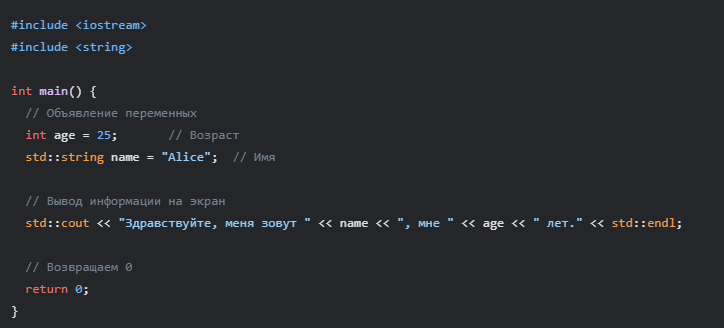 #include <iostream>
#include <string>
int main() {
// Объявление переменных
int age = 25; // Возраст
std::string name = "Alice"; // Имя
// Вывод информации на экран
std::cout << "Здравствуйте, меня зовут " << name << ", мне " << age << " лет." << std::endl;
// Возвращаем 0
return 0;
}